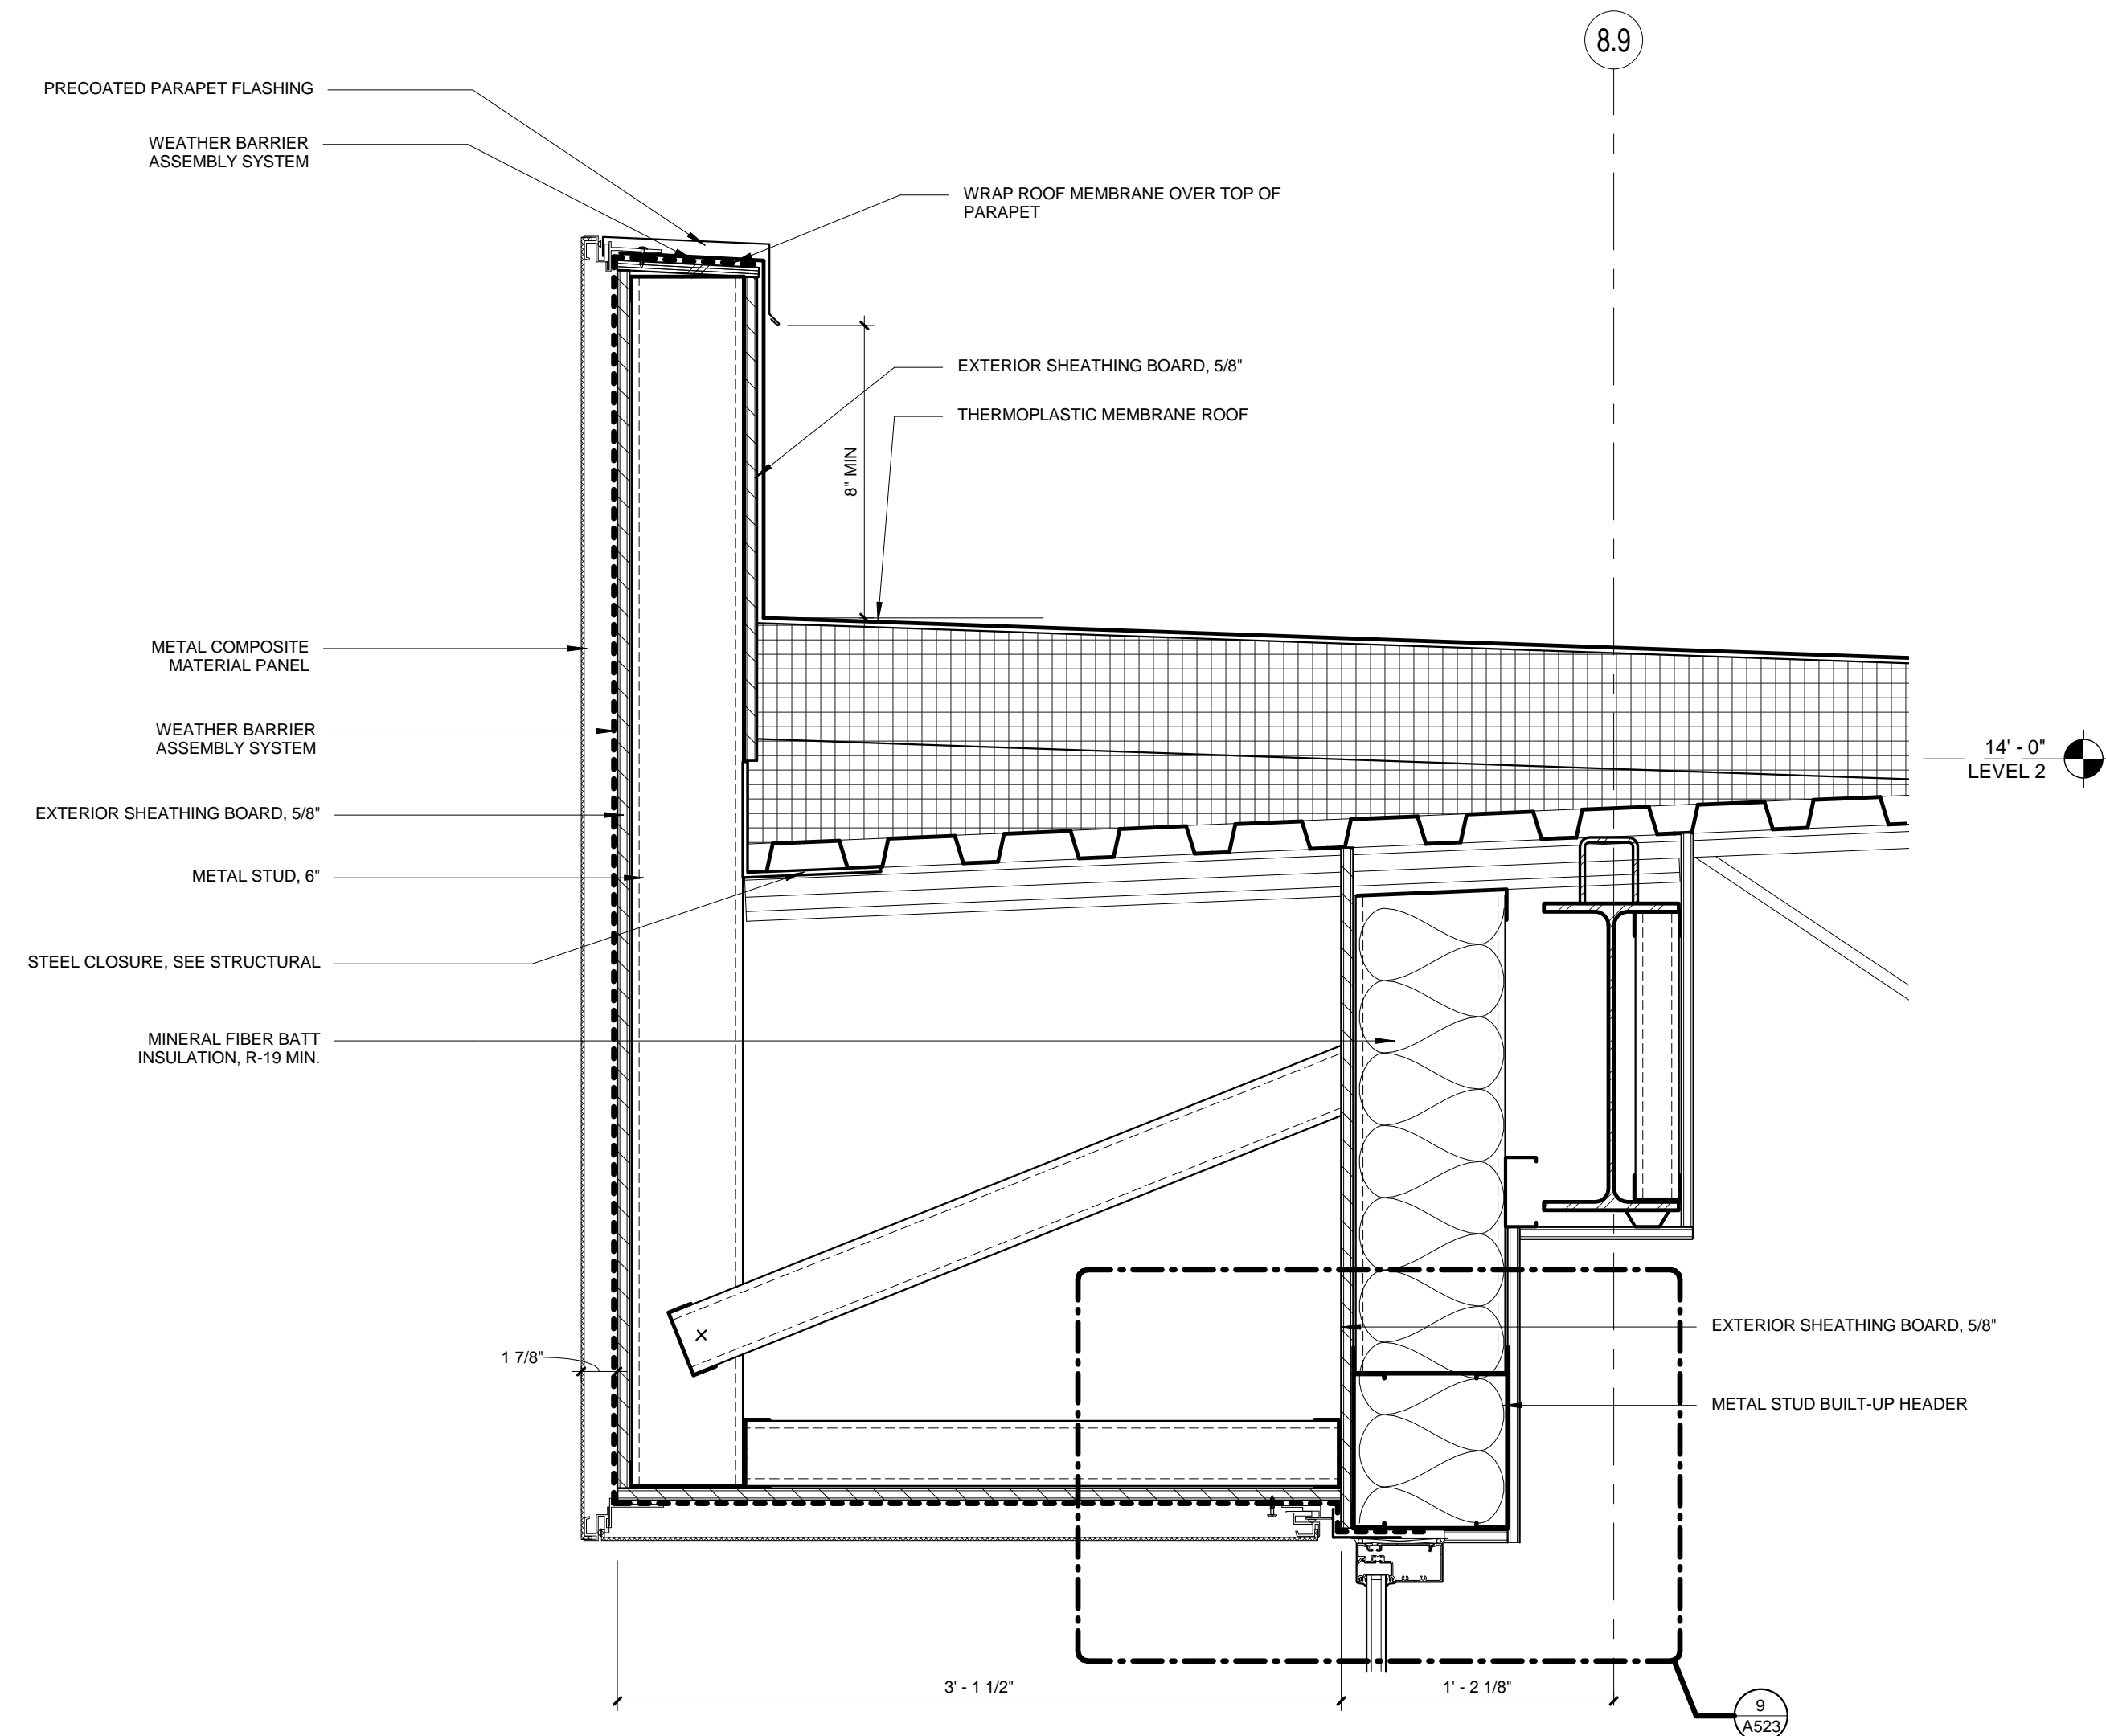 8.9
PRECOATED PARAPET FLASHING
WEATHER BARRIER
ASSEMBLY SYSTEM
WRAP ROOF MEMBRANE OVER TOP OF
PARAPET
EXTERIOR SHEATHING BOARD, 5/8"
THERMOPLASTIC MEMBRANE ROOF
8" MIN
METAL COMPOSITE
MATERIAL PANEL
WEATHER BARRIER
ASSEMBLY SYSTEM
14' - 0"
LEVEL 2
EXTERIOR SHEATHING BOARD, 5/8"
METAL STUD, 6"
STEEL CLOSURE, SEE STRUCTURAL
MINERAL FIBER BATT
INSULATION, R-19 MIN.
EXTERIOR SHEATHING BOARD, 5/8"
1 7/8"
METAL STUD BUILT-UP HEADER
3' - 1 1/2"
1' - 2 1/8"
9
A523